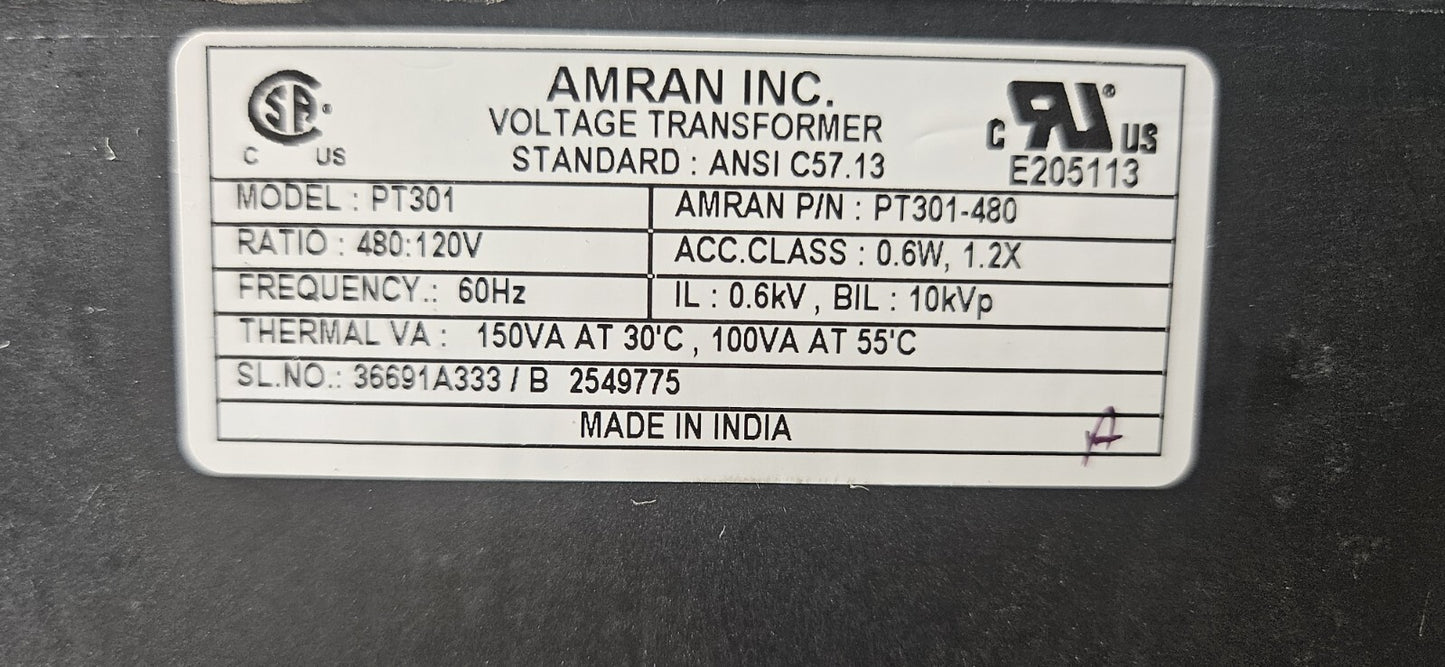 AMRAN INC.
VOLTAGE TRANSFORMER
STANDARD : ANSI C57.13
SA ®
C US
C RU ® US
E205113
MODEL : PT301
AMRAN P/N : PT301-480
RATIO : 480:120V
ACC.CLASS : 0.6W, 1.2X
FREQUENCY.: 60Hz
IL : 0.6kV , BIL : 10kVp
THERMAL VA : 150VA AT 30'C , 100VA AT 55'C
SL.NO.: 36691A333 / B 2549775
MADE IN INDIA
A